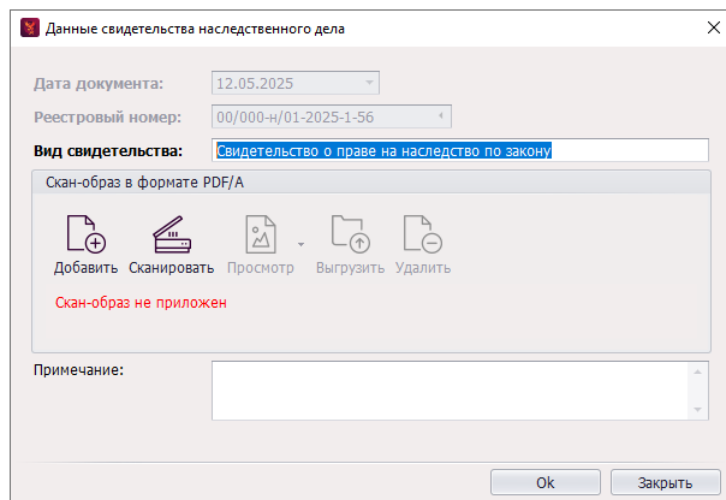 Данные свидетельства наследственного дела
Дата документа: 12.05.2025
Реестровый номер: 00/000-н/01-2025-1-56
Вид свидетельства: Свидетельство о праве на наследство по закону
Скан-образ в формате PDF/A
Добавить Сканировать Просмотр Выгрузить Удалить
Скан-образ не приложен
Примечание:
Ok Закрыть